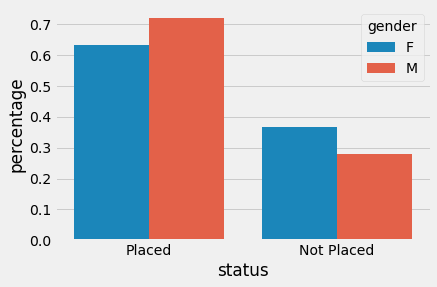 gender
F
M
percentage
0.7
0.6
0.5
0.4
0.3
0.2
0.1
0.0
Placed
Not Placed
status